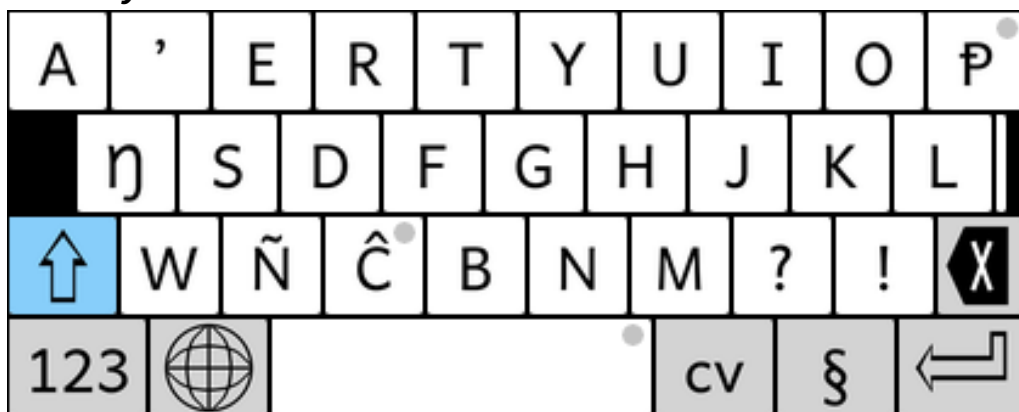 A ’ E R T Y U I O Ᵽ
Ŋ S D F G H J K L
W Ñ Ĉ B N M ? !
123 cv §